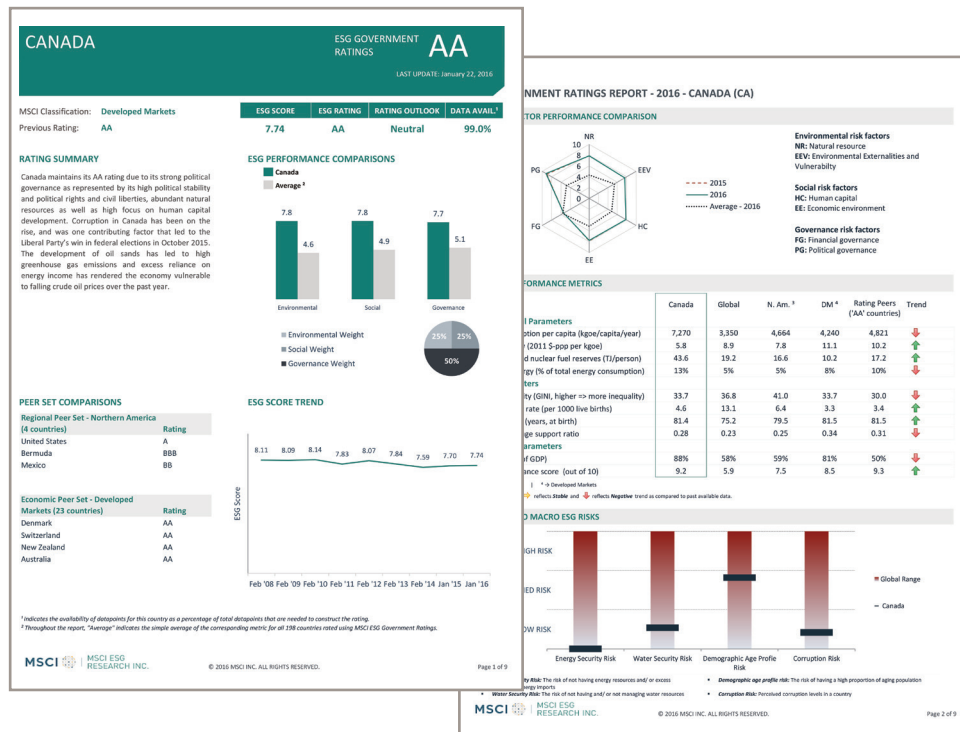 CANADA
ESG GOVERNMENT
RATINGS
AA
LAST UPDATE: January 22, 2016
MSCI Classification: Developed Markets
Previous Rating: AA
ESG SCORE ESG RATING RATING OUTLOOK DATA AVAIL.¹
7.74 AA Neutral 99.0%
RATING SUMMARY
Canada maintains its AA rating due to its strong political
governance as represented by its high political stability
and political rights and civil liberties, abundant natural
resources as well as high focus on human capital
development. Corruption in Canada has been on the
rise, and was one contributing factor that led to the
Liberal Party's win in federal elections in October 2015.
The development of oil sands has led to high
greenhouse gas emissions and excess reliance on
energy income has rendered the economy vulnerable
to falling crude oil prices over the past year.
ESG PERFORMANCE COMPARISONS
Canada
Average ²
7.8 4.6 7.8 4.9 7.7 5.1
Environmental Social Governance
Environmental Weight
Social Weight
Governance Weight
25% 25%
50%
PEER SET COMPARISONS
Regional Peer Set - Northern America
(4 countries) Rating
United States A
Bermuda BBB
Mexico BB
Economic Peer Set - Developed
Markets (23 countries) Rating
Denmark AA
Switzerland AA
New Zealand AA
Australia AA
ESG SCORE TREND
8.11 8.09 8.14 7.83 8.07 7.84 7.59 7.70 7.74
ESG Score
Feb '08 Feb '09 Feb '10 Feb '11 Feb '12 Feb '13 Feb '14 Jan '15 Jan '16
¹ Indicates the availability of datapoints for this country as a percentage of total datapoints that are needed to construct the rating.
² Throughout the report, "Average" indicates the simple average of the corresponding metric for all 198 countries rated using MSCI ESG Government Ratings.
MSCI
MSCI ESG
RESEARCH INC.
© 2016 MSCI INC. ALL RIGHTS RESERVED.
Page 1 of 9
NMENT RATINGS REPORT - 2016 - CANADA (CA)
CTOR PERFORMANCE COMPARISON
NR
10
8
6
4
2
0
PG
EEV
FG
HC
EE
2015
2016
Average - 2016
Environmental risk factors
NR: Natural resource
EEV: Environmental Externalities and
Vulnerabilty
Social risk factors
HC: Human capital
EE: Economic environment
Governance risk factors
FG: Financial governance
PG: Political governance
FORMANCE METRICS
Canada Global N. Am. ³ DM ⁴ Rating Peers Trend
('AA' countries)
l Parameters
ption per capita (kgoe/capita/year) 7,270 3,350 4,664 4,240 4,821
(2011 $-ppp per kgoe) 5.8 8.9 7.8 11.1 10.2
d nuclear fuel reserves (TJ/person) 43.6 19.2 16.6 10.2 17.2
rgy (% of total energy consumption) 13% 5% 5% 8% 10%
ters
ity (GINI, higher => more inequality) 33.7 36.8 41.0 33.7 30.0
rate (per 1000 live births) 4.6 13.1 6.4 3.3 3.4
(years, at birth) 81.4 75.2 79.5 81.5 81.5
ge support ratio 0.28 0.23 0.25 0.34 0.31
arameters
of GDP) 88% 58% 59% 81% 50%
ance score (out of 10) 9.2 5.9 7.5 8.5 9.3
| ⁴ → Developed Markets
reflects Stable and reflects Negative trend as compared to past available data.
O MACRO ESG RISKS
GH RISK
IED RISK
OW RISK
Energy Security Risk Water Security Risk Demographic Age Profie Corruption Risk
Risk
Global Range
Canada
ty Risk: The risk of not having energy resources and/ or excess
nergy imports
• Water Security Risk: The risk of not having and/ or not managing water resources
• Demographic age profile risk: The risk of having a high proportion of aging population
• Corruption Risk: Perceived corruption levels in a country
MSCI
MSCI ESG
RESEARCH INC.
© 2016 MSCI INC. ALL RIGHTS RESERVED.
Page 2 of 9